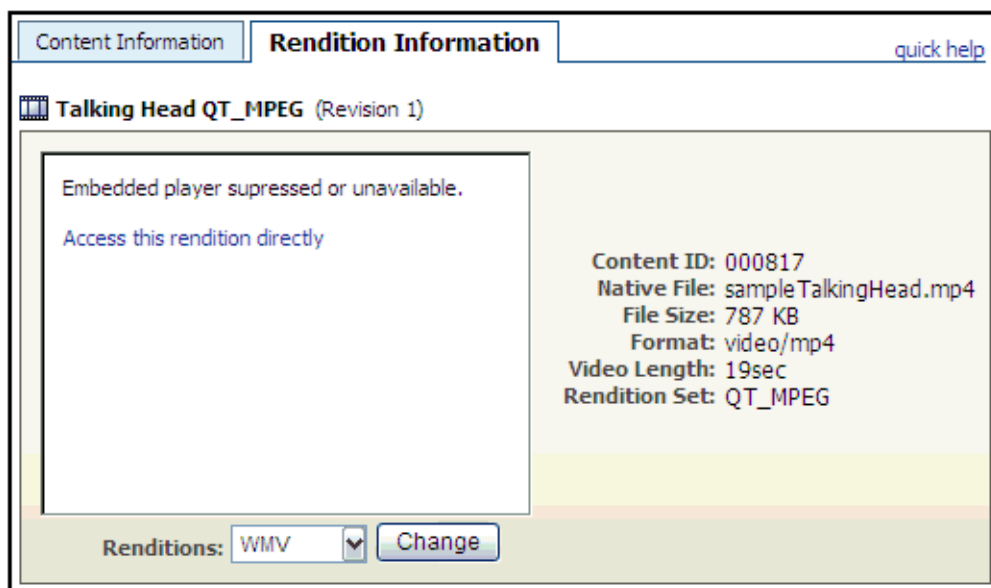 Content Information
Rendition Information
quick help
Talking Head QT_MPEG (Revision 1)
Embedded player supressed or unavailable.
Access this rendition directly
Content ID: 000817
Native File: sampleTalkingHead.mp4
File Size: 787 KB
Format: video/mp4
Video Length: 19sec
Rendition Set: QT_MPEG
Renditions: WMV Change